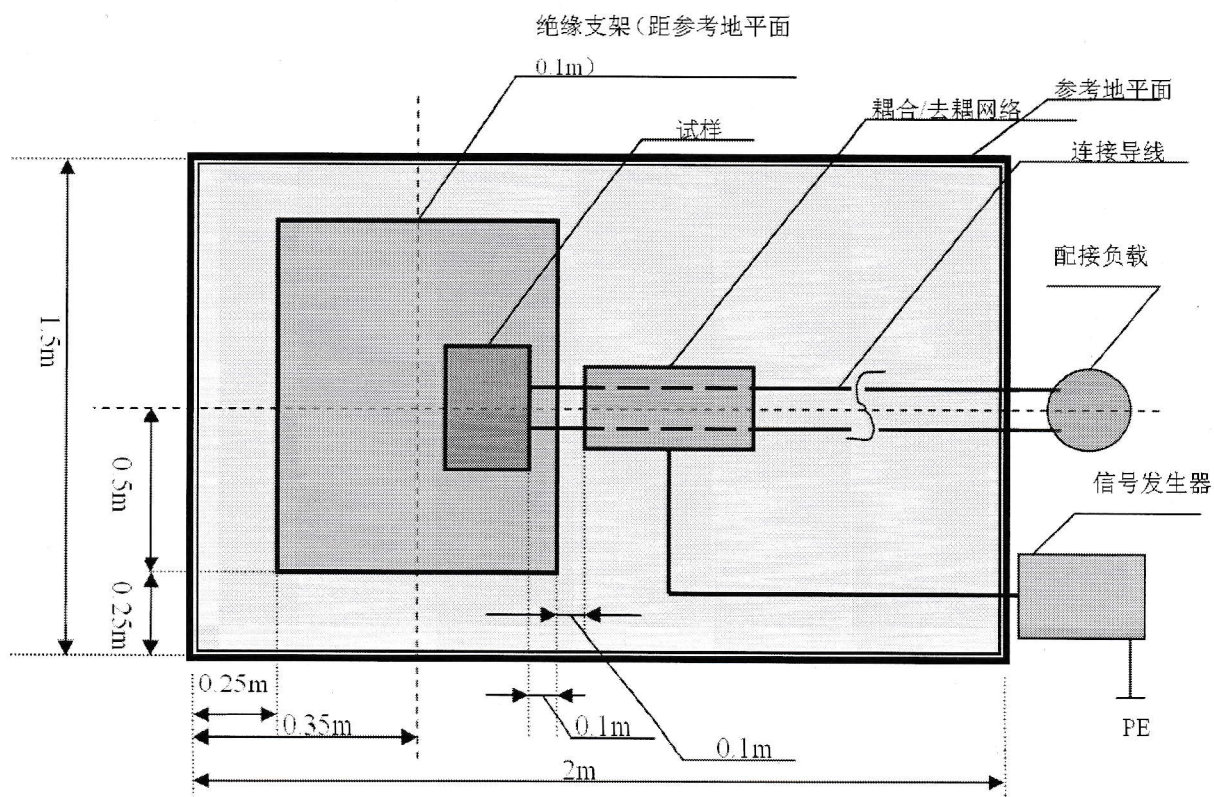 绝缘支架（距参考地平面
0.1m）
参考地平面
耦合/去耦网络
试样
连接导线
配接负载
1.5m
0.5m
信号发生器
0.25m
0.25m
0.35m
0.1m
0.1m
PE
2m